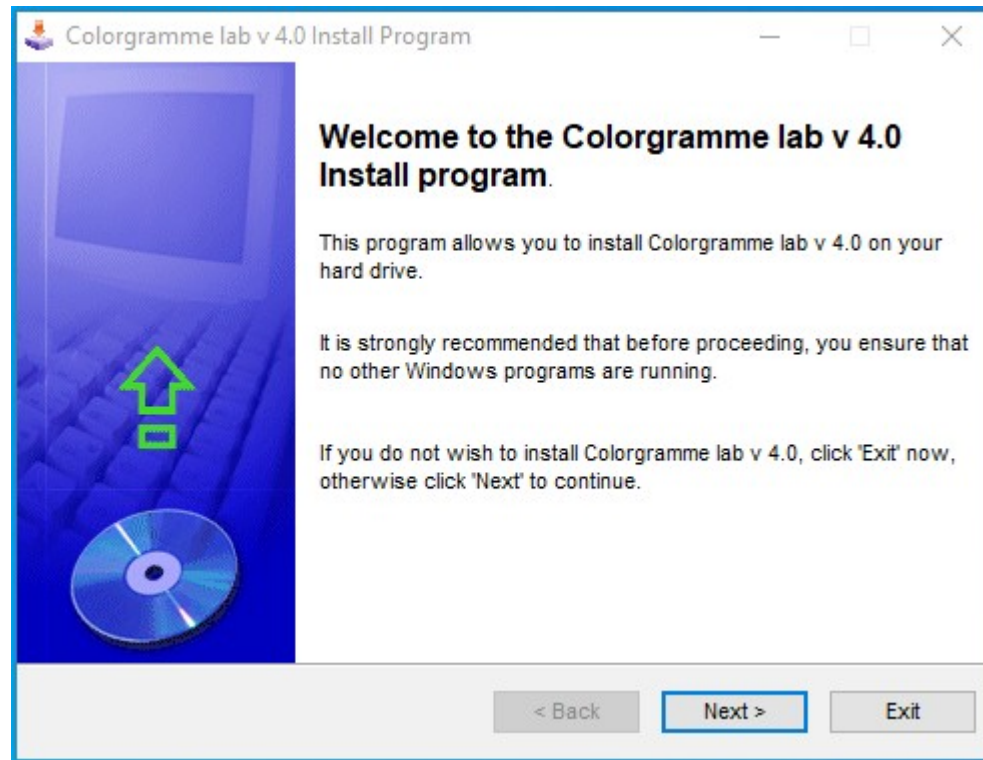 Colorgramme lab v 4.0 Install Program
Welcome to the Colorgramme lab v 4.0
Install program.
This program allows you to install Colorgramme lab v 4.0 on your
hard drive.
It is strongly recommended that before proceeding, you ensure that
no other Windows programs are running.
If you do not wish to install Colorgramme lab v 4.0, click 'Exit' now,
otherwise click 'Next' to continue.
< Back Next > Exit